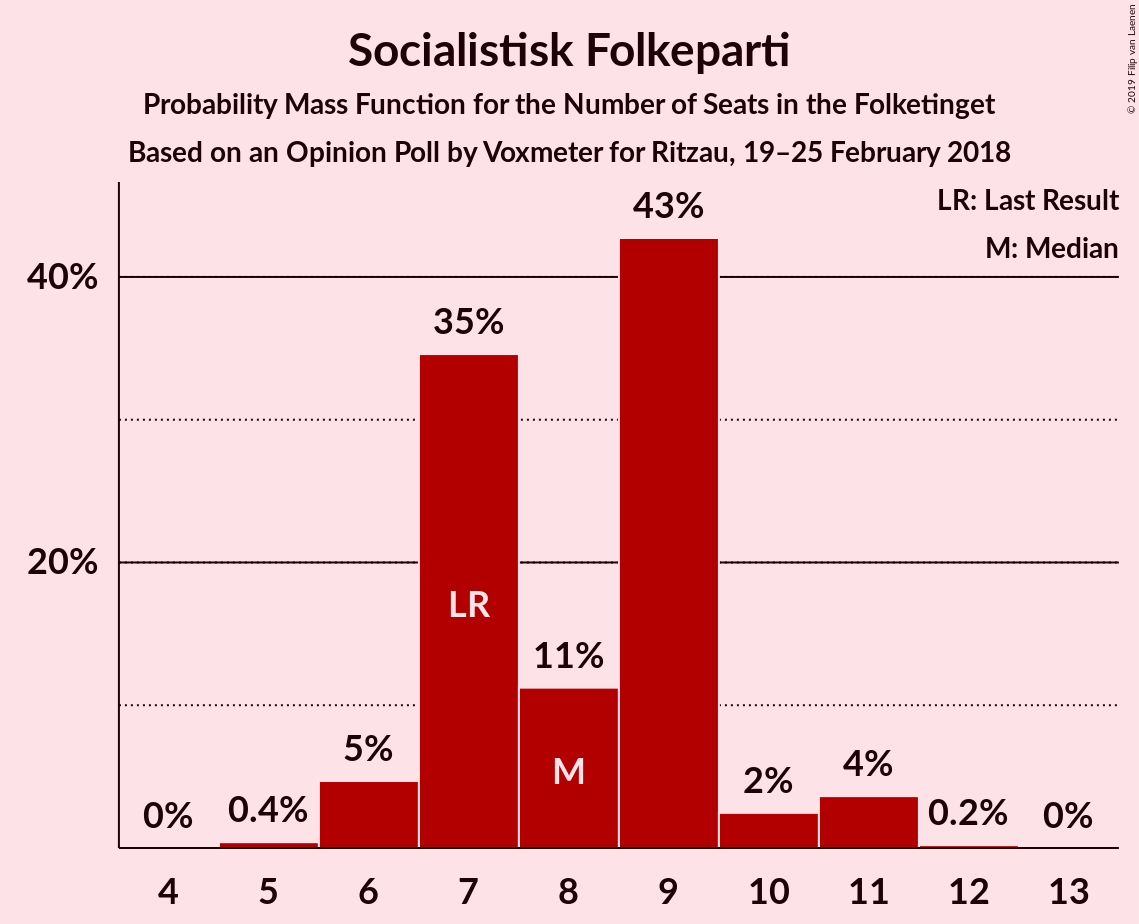 Socialistisk Folkeparti
Probability Mass Function for the Number of Seats in the Folketinget
Based on an Opinion Poll by Voxmeter for Ritzau, 19–25 February 2018
© 2019 Filip van Laenen
LR: Last Result
M: Median
43%
40%
35%
20%
LR
11%
M
5%
4%
2%
0%
0.4%
0.2%
0%
4 5 6 7 8 9 10 11 12 13